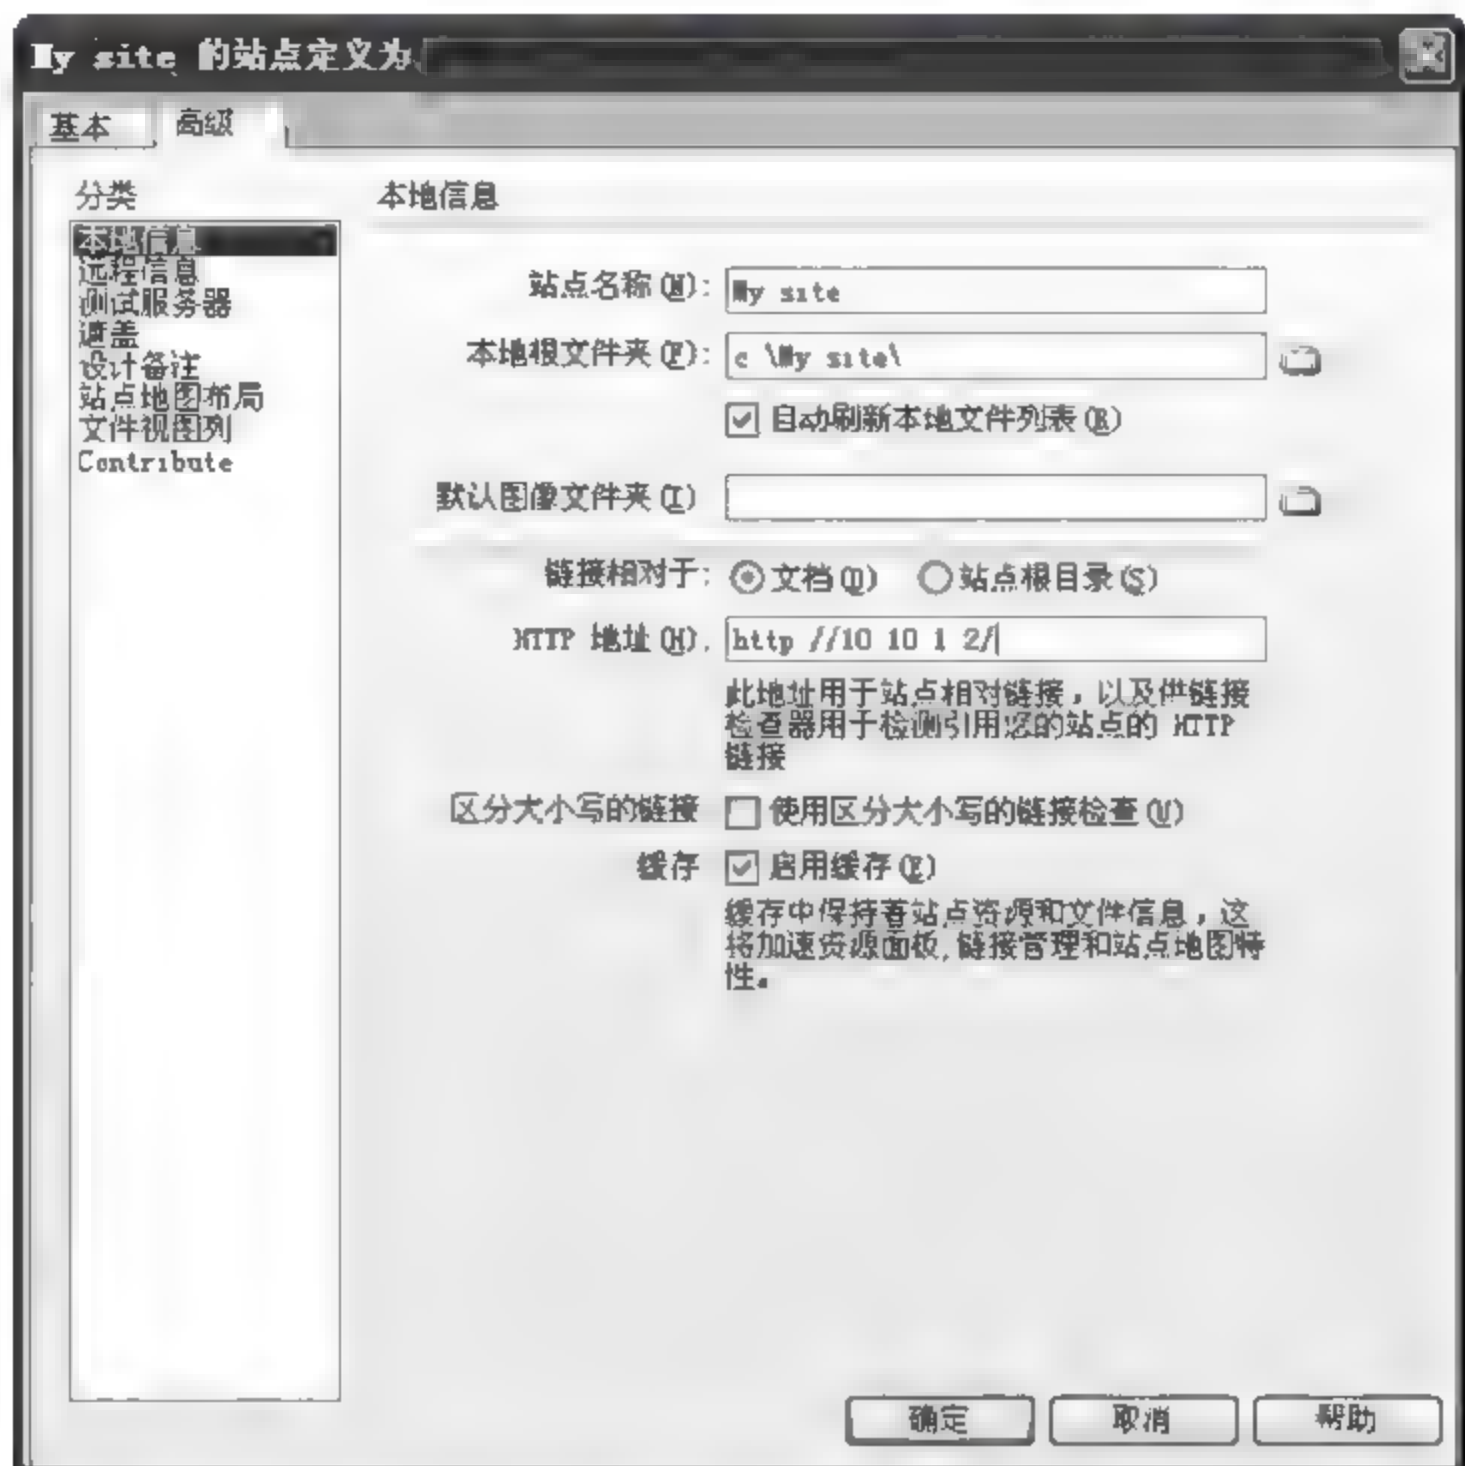 My site 的站点定义为
基本
高级
分类
本地信息
远程信息
测试服务器
遮盖
设计备注
站点地图布局
文件视图列
Contribute
本地信息
站点名称(N): My site
本地根文件夹(F): c \My site\
自动刷新本地文件列表(R)
默认图像文件夹(I)
链接相对于: 文档(D) 站点根目录(S)
HTTP 地址(H). http //10 10 1 2/
此地址用于站点相对链接，以及供链接
检查器用于检测引用您的站点的 HTTP
链接
区分大小写的链接 使用区分大小写的链接检查(U)
缓存 启用缓存(E)
缓存中保持着站点资源和文件信息，这
将加速资源面板,链接管理和站点地图特
性。
确定 取消 帮助